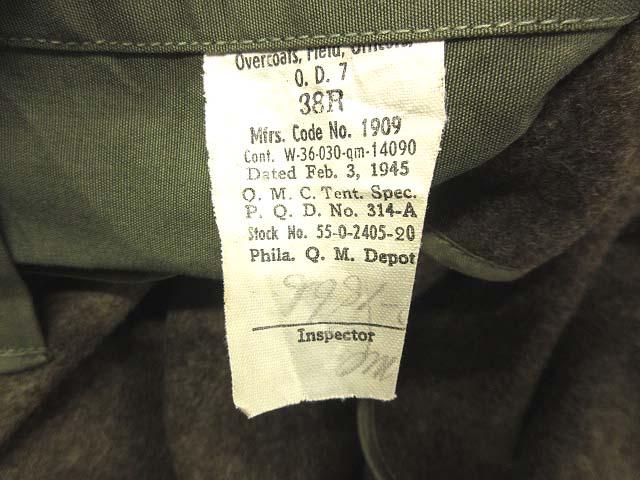 Overcoats, Field, Officers,
O. D. 7
38R
Mfrs. Code No. 1909
Cont. W-36-030-qm-14090
Dated Feb. 3, 1945
Q. M. C. Tent. Spec.
P. Q. D. No. 314-A
Stock No. 55-O-2405-20
Phila. Q. M. Depot
Inspector